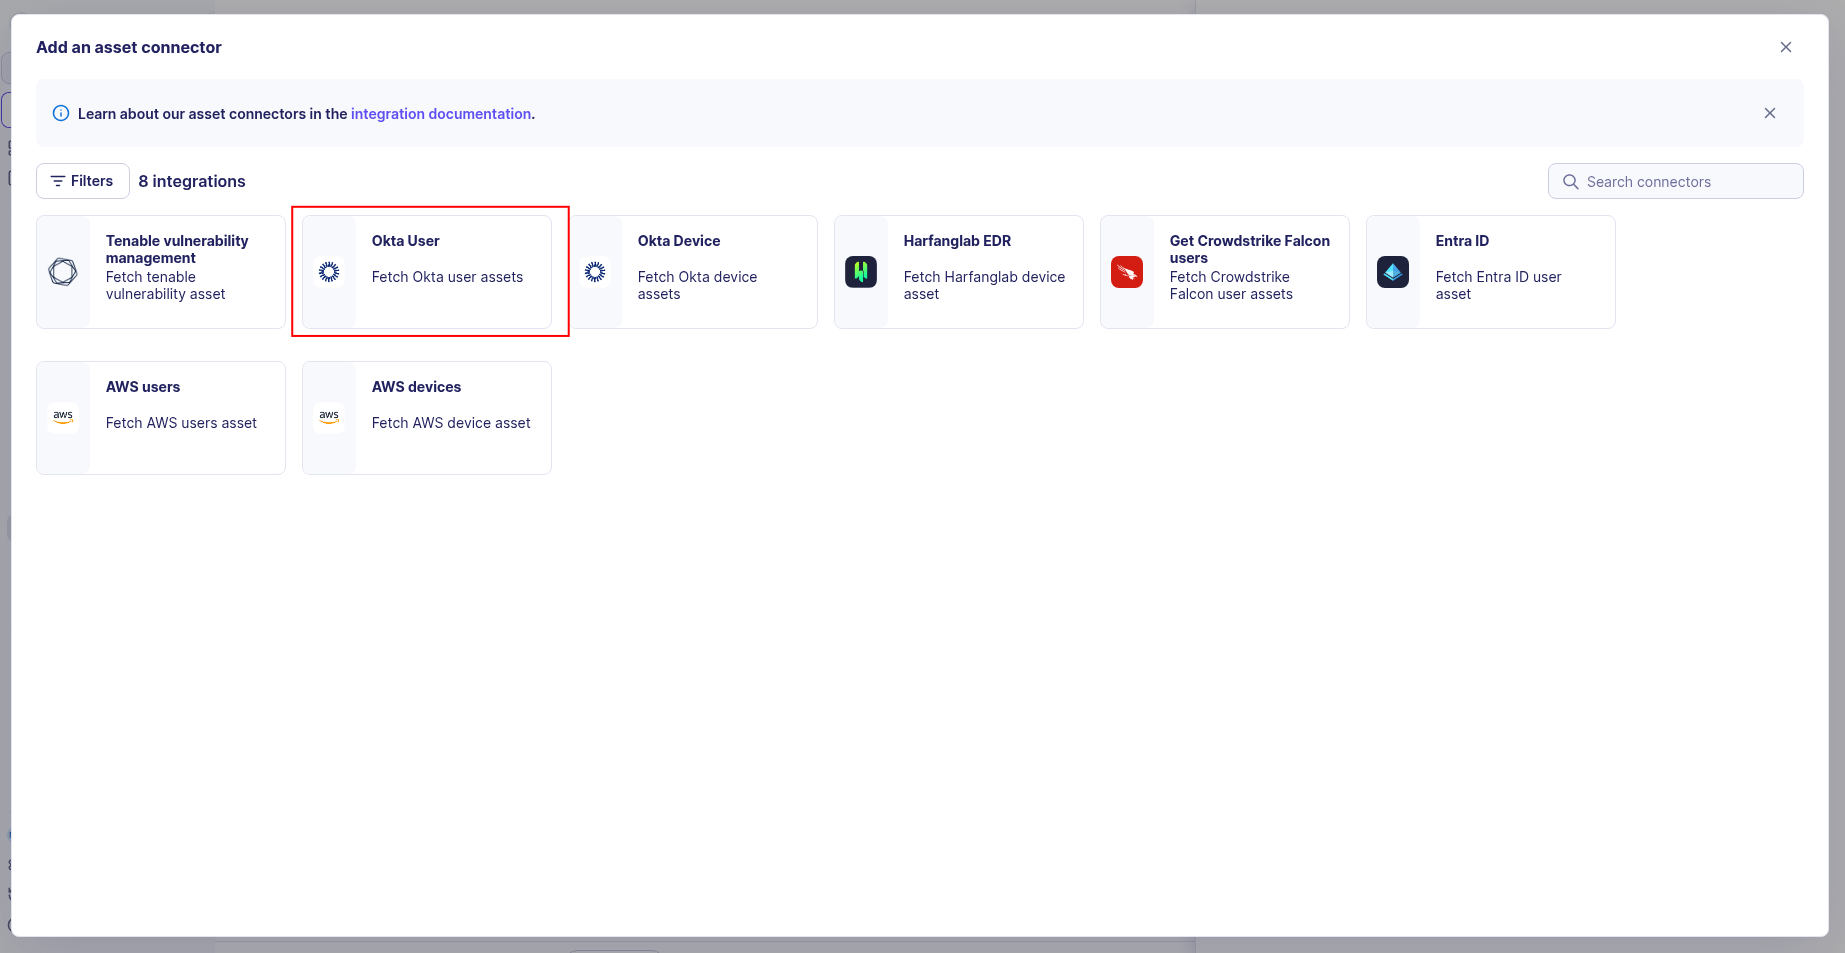 Add an asset connector
Learn about our asset connectors in the integration documentation.
Filters
8 integrations
Search connectors
Tenable vulnerability
management
Fetch tenable
vulnerability asset
Okta User
Fetch Okta user assets
Okta Device
Fetch Okta device
assets
Harfanglab EDR
Fetch Harfanglab device
asset
Get Crowdstrike Falcon
users
Fetch Crowdstrike
Falcon user assets
Entra ID
Fetch Entra ID user
asset
aws
AWS users
Fetch AWS users asset
aws
AWS devices
Fetch AWS device asset